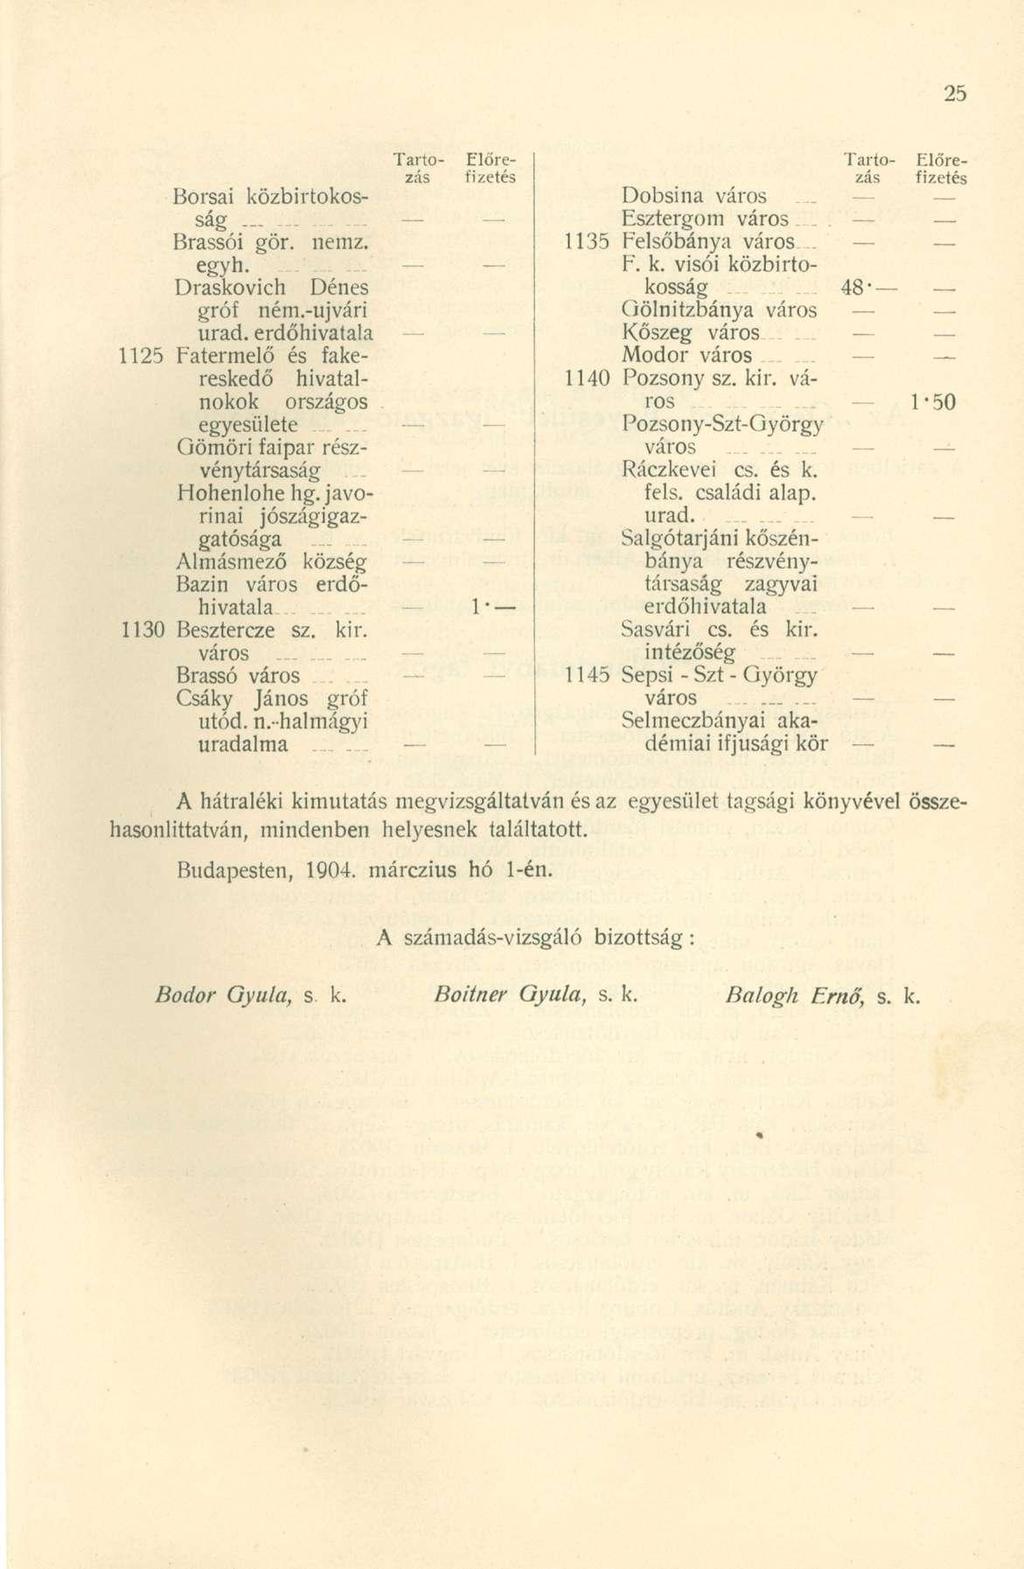 25
Tarto- Előre-
zás fizetés
Borsai közbirtokos-
ság — —
Brassói gör. nemz.
egyh. — —
Draskovich Dénes
gróf ném.-ujvári
urad. erdőhivatala — —
1125 Fatermelő és fake-
reskedő hivatal-
nokok országos
egyesülete — —
Gömöri faipar rész-
vénytársaság — —
Hohenlohe hg. javo-
rinai jószágigaz-
gatósága — —
Almásmező község — —
Bazin város erdő-
hivatala — 1·—
1130 Besztercze sz. kir.
város — —
Brassó város — —
Csáky János gróf
utód. n.-halmágyi
uradalma — —
Tarto- Előre-
zás fizetés
Dobsina város — —
Esztergom város — —
1135 Felsőbánya város — —
F. k. visói közbirto-
kosság 48·— —
Gölnitzbánya város — —
Kőszeg város — —
Modor város — —
1140 Pozsony sz. kir. vá-
ros — 1·50
Pozsony-Szt-György
város — —
Ráczkevei cs. és k.
fels. családi alap.
urad. — —
Salgótarjáni kőszén-
bánya részvény-
társaság zagyvai
erdőhivatala — —
Sasvári cs. és kir.
intézőség — —
1145 Sepsi - Szt - György
város — —
Selmeczbányai aka-
démiai ifjusági kör — —
A hátraléki kimutatás megvizsgáltatván és az egyesület tagsági könyvével össze-
hasonlittatván, mindenben helyesnek találtatott.
Budapesten, 1904. márczius hó 1-én.
A számadás-vizsgáló bizottság :
Bodor Gyula, s. k. Boitner Gyula, s. k. Balogh Ernő, s. k.